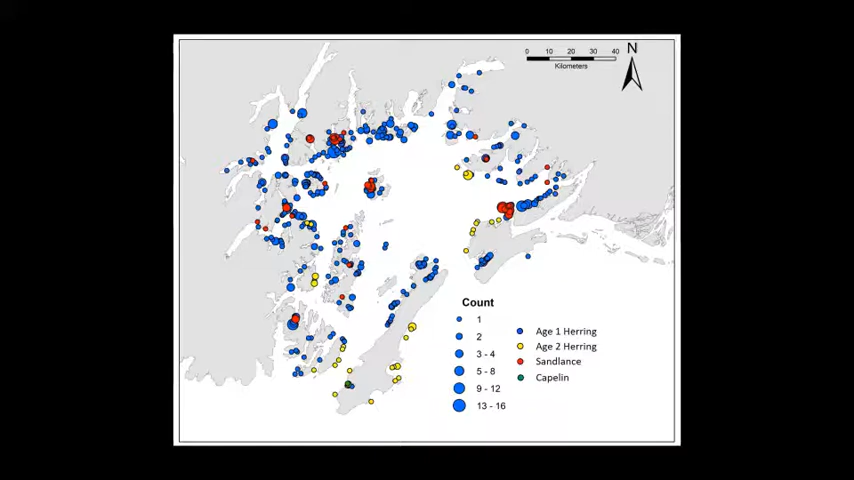 N
0 10 20 30 40
Kilometers
Count
1
2
3 - 4
5 - 8
9 - 12
13 - 16
Age 1 Herring
Age 2 Herring
Sandlance
Capelin